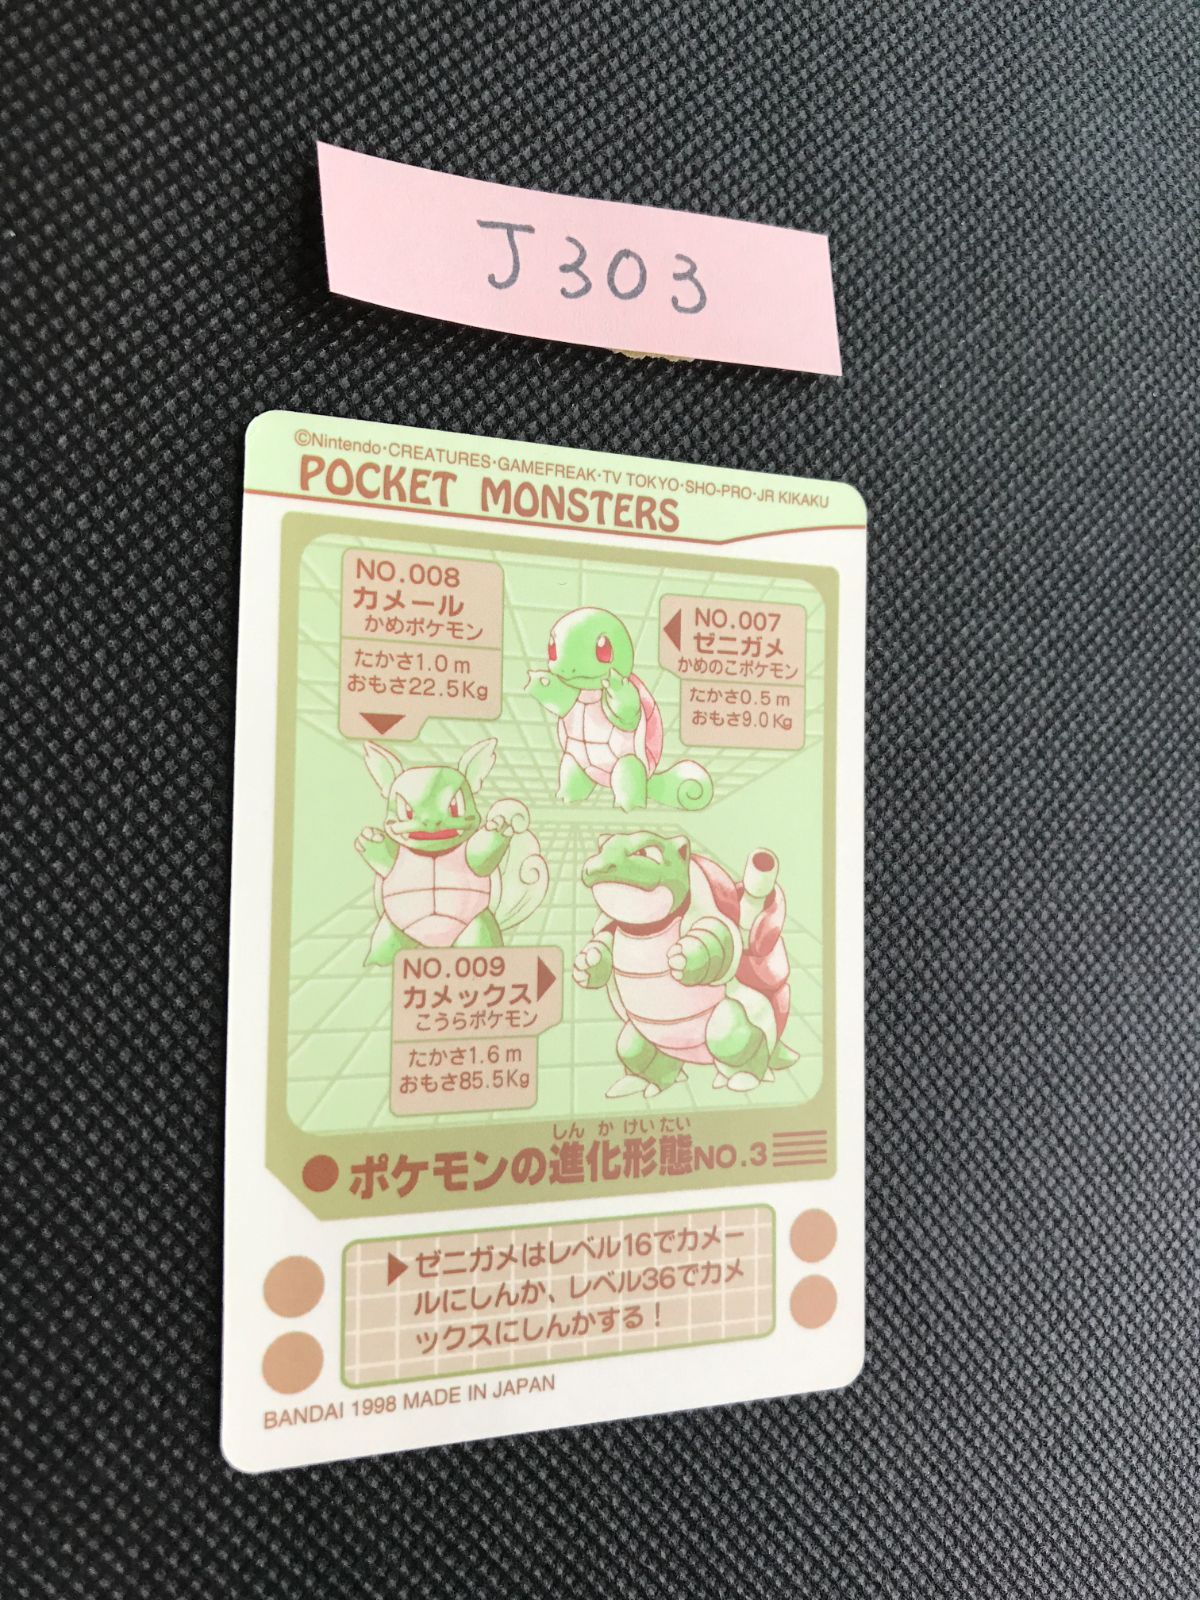 J303
©Nintendo・CREATURES・GAMEFREAK・TV TOKYO・SHO-PRO・JR KIKAKU
POCKET MONSTERS
NO.008
カメール
かめポケモン
たかさ1.0m
おもさ22.5Kg
NO.007
ゼニガメ
かめのこポケモン
たかさ0.5m
おもさ9.0Kg
NO.009
カメックス
こうらポケモン
たかさ1.6m
おもさ85.5Kg
しんかけいたい
ポケモンの進化形態NO.3
ゼニガメはレベル16でカメー
ルにしんか、レベル36でカメ
ックスにしんかする！
BANDAI 1998 MADE IN JAPAN